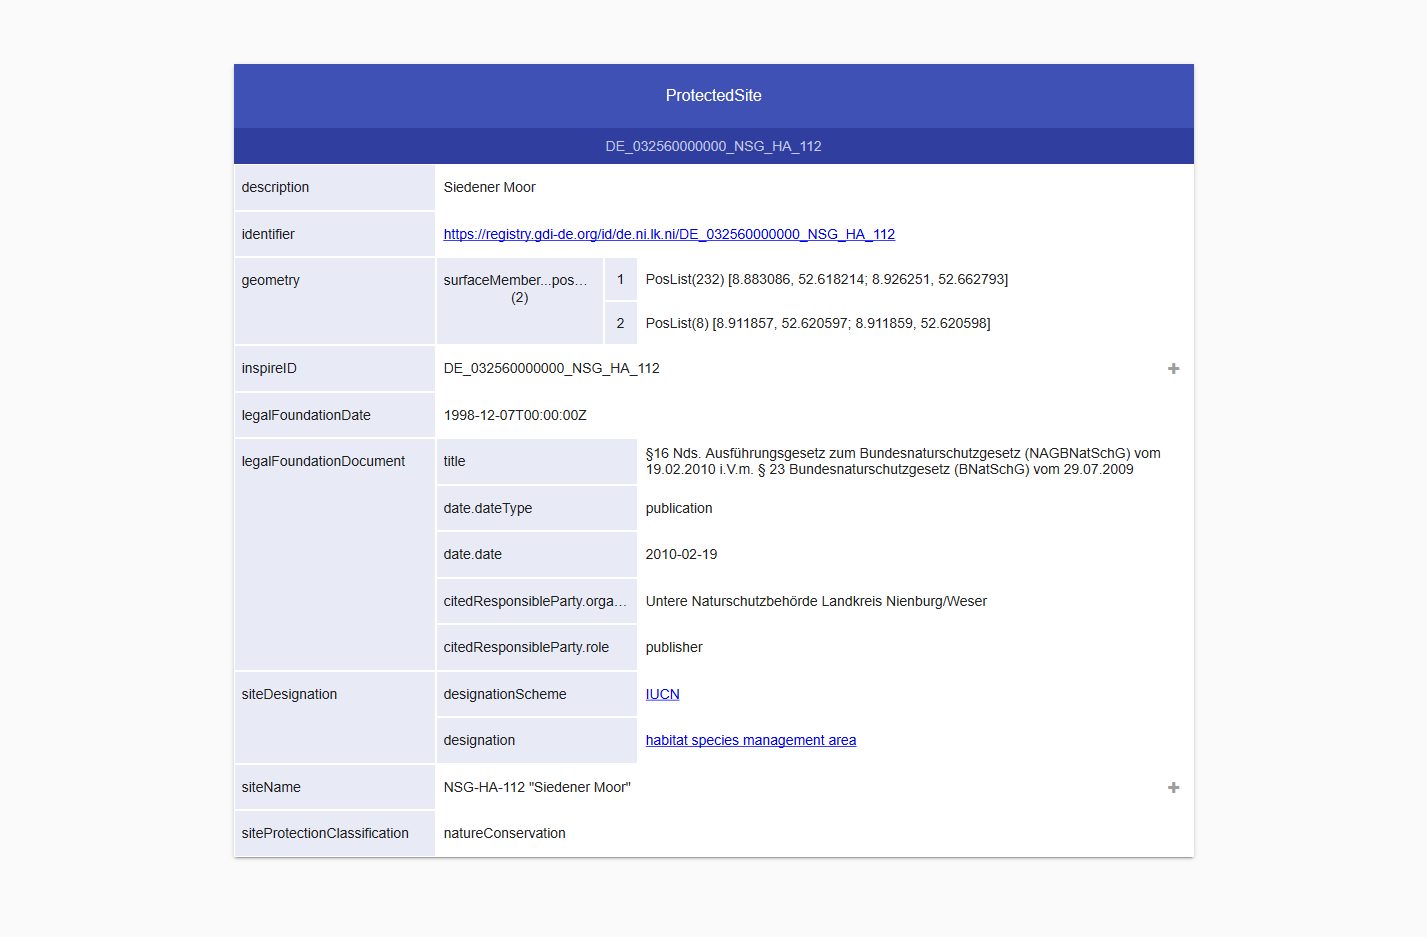 ProtectedSite
DE_032560000000_NSG_HA_112
description Siedener Moor
identifier https://registry.gdi-de.org/id/de.ni.lk.ni/DE_032560000000_NSG_HA_112
geometry surfaceMember...pos… (2) 1 PosList(232) [8.883086, 52.618214; 8.926251, 52.662793]
2 PosList(8) [8.911857, 52.620597; 8.911859, 52.620598]
inspireID DE_032560000000_NSG_HA_112
legalFoundationDate 1998-12-07T00:00:00Z
legalFoundationDocument title §16 Nds. Ausführungsgesetz zum Bundesnaturschutzgesetz (NAGBNatSchG) vom
19.02.2010 i.V.m. § 23 Bundesnaturschutzgesetz (BNatSchG) vom 29.07.2009
date.dateType publication
date.date 2010-02-19
citedResponsibleParty.orga… Untere Naturschutzbehörde Landkreis Nienburg/Weser
citedResponsibleParty.role publisher
siteDesignation designationScheme IUCN
designation habitat species management area
siteName NSG-HA-112 "Siedener Moor"
siteProtectionClassification natureConservation